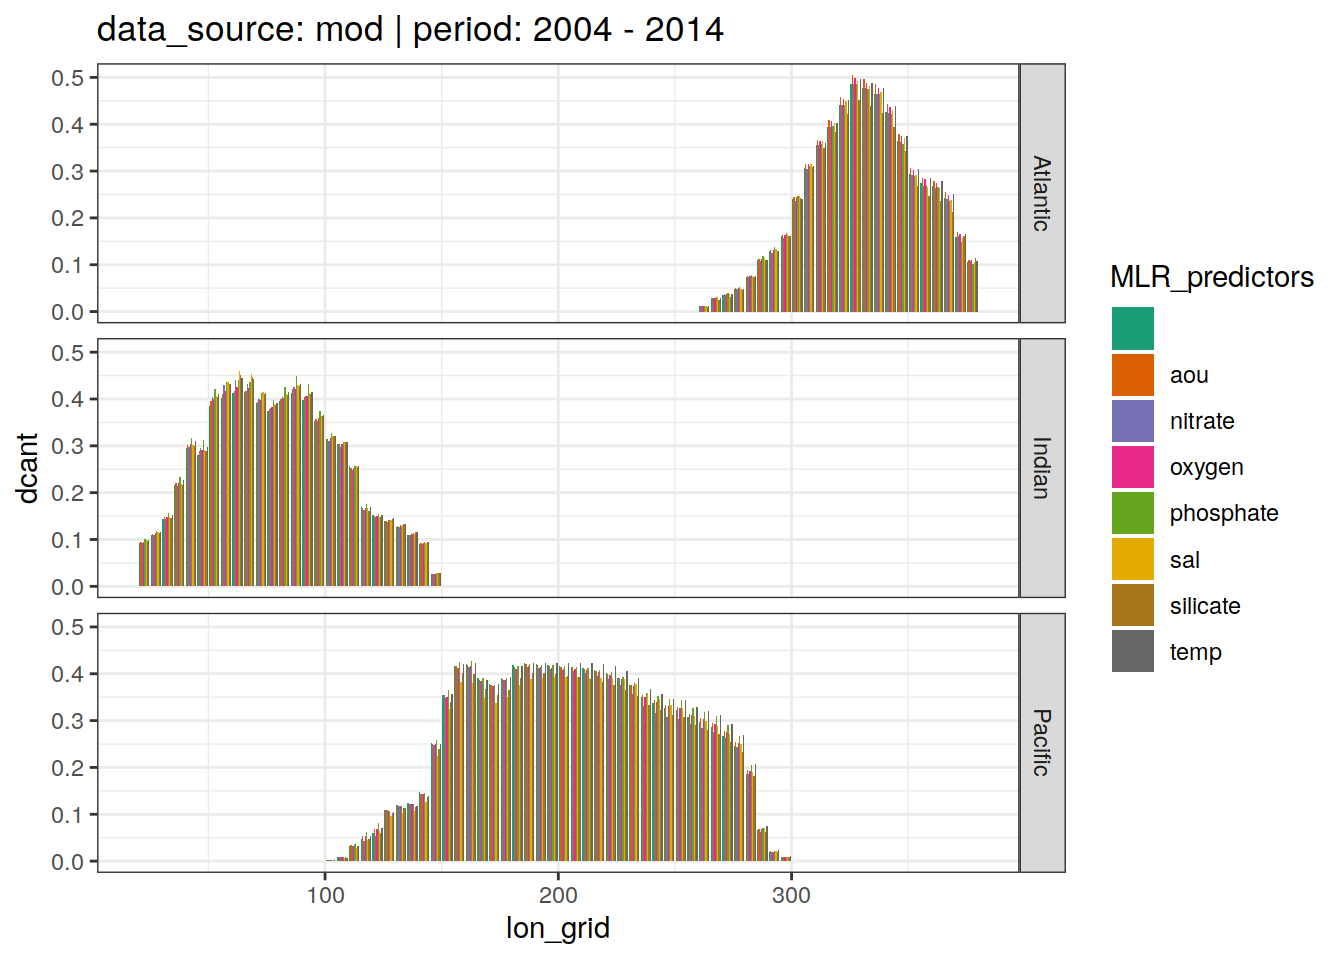 data_source: mod | period: 2004 - 2014
0.5
0.4
0.3
0.2
0.1
0.0
Atlantic
0.5
0.4
0.3
0.2
0.1
0.0
Indian
0.5
0.4
0.3
0.2
0.1
0.0
Pacific
dcant
100 200 300
lon_grid
MLR_predictors
aou
nitrate
oxygen
phosphate
sal
silicate
temp